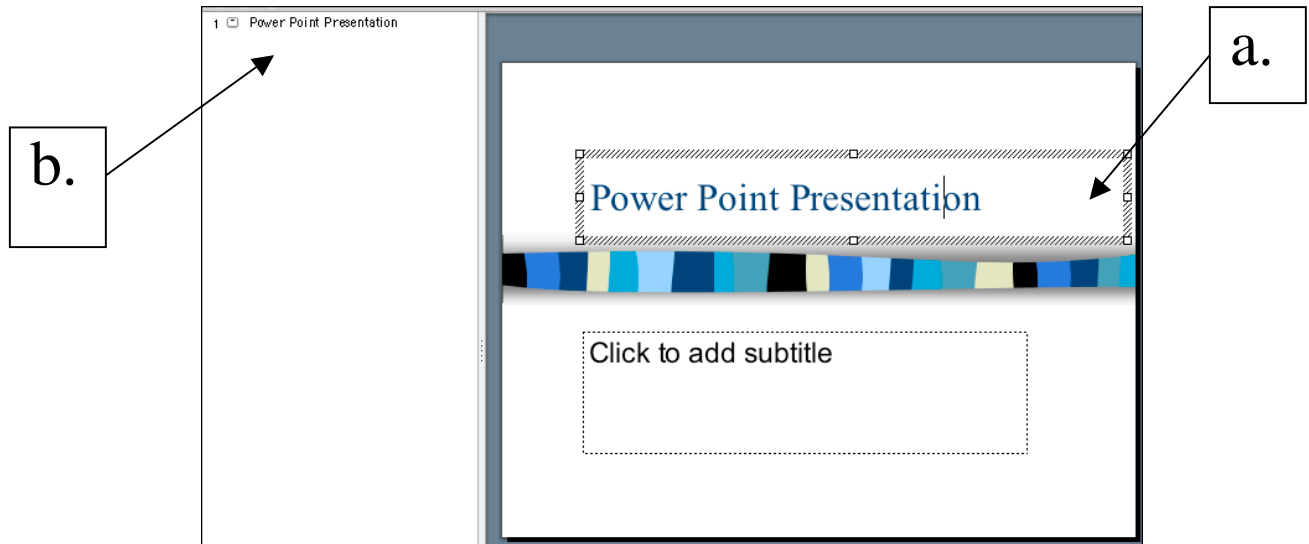 1 Power Point Presentation
a.
b.
Power Point Presentation
Click to add subtitle